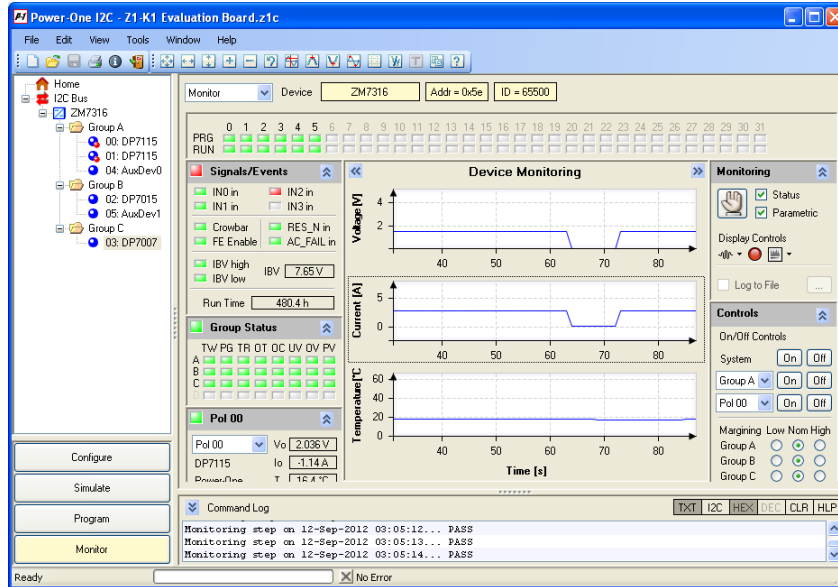 Power-One I2C - Z1-K1 Evaluation Board.z1c
File Edit View Tools Window Help
Home
I2C Bus
ZM7316
Group A
00: DP7115
01: DP7115
04: AuxDev0
Group B
02: DP7015
05: AuxDev1
Group C
03: DP7007
Configure
Simulate
Program
Monitor
Monitor Device ZM7316 Addr = 0x5e ID = 65500
0 1 2 3 4 5 6 7 8 9 10 11 12 13 14 15 16 17 18 19 20 21 22 23 24 25 26 27 28 29 30 31
PRG
RUN
Signals/Events
IN0 in IN2 in
IN1 in IN3 in
Crowbar RES_N in
FE Enable AC_FAIL in
IBV high
IBV low
IBV 7.65 V
Run Time 480.4 h
Group Status
TW PG TR OT OC UV OV PV
A
B
C
Pol 00
Pol 00 Vo 2.036 V
DP7115 Io -1.14 A
Power-One T 16.4 °C
Device Monitoring
Voltage [V]
4
2
40 50 60 70 80
Current [A]
5
0
40 50 60 70 80
Temperature [°C
60
40
20
0
40 50 60 70 80
Time [s]
Monitoring
Status
Parametric
Display Controls
Log to File ...
Controls
On/Off Controls
System On Off
Group A On Off
Pol 00 On Off
Margining Low Nom High
Group A
Group B
Group C
Command Log TXT I2C HEX DEC CLR HLP
Monitoring step on 12-Sep-2012 03:05:12... PASS
Monitoring step on 12-Sep-2012 03:05:13... PASS
Monitoring step on 12-Sep-2012 03:05:14... PASS
Ready No Error